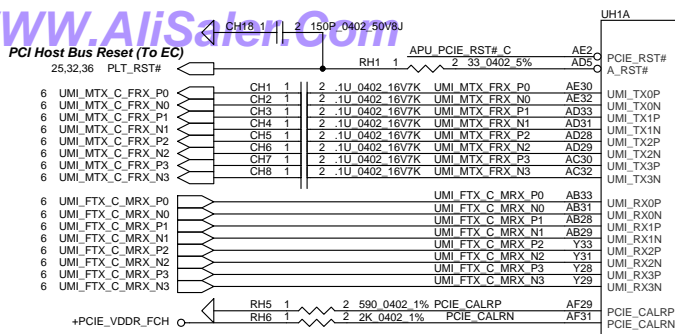 WWW.AliSaler.Com
UH1A
CH18 1 2 150P_0402_50V8J
PCI Host Bus Reset (To EC)
APU_PCIE_RST#_C AE2 PCIE_RST#
25,32,36 PLT_RST# RH1 1 2 33_0402_5% AD5 A_RST#
6 UMI_MTX_C_FRX_P0 CH1 1 2 .1U_0402_16V7K UMI_MTX_FRX_P0 AE30 UMI_TX0P
6 UMI_MTX_C_FRX_N0 CH2 1 2 .1U_0402_16V7K UMI_MTX_FRX_N0 AE32 UMI_TX0N
6 UMI_MTX_C_FRX_P1 CH3 1 2 .1U_0402_16V7K UMI_MTX_FRX_P1 AD33 UMI_TX1P
6 UMI_MTX_C_FRX_N1 CH4 1 2 .1U_0402_16V7K UMI_MTX_FRX_N1 AD31 UMI_TX1N
6 UMI_MTX_C_FRX_P2 CH5 1 2 .1U_0402_16V7K UMI_MTX_FRX_P2 AD28 UMI_TX2P
6 UMI_MTX_C_FRX_N2 CH6 1 2 .1U_0402_16V7K UMI_MTX_FRX_N2 AD29 UMI_TX2N
6 UMI_MTX_C_FRX_P3 CH7 1 2 .1U_0402_16V7K UMI_MTX_FRX_P3 AC30 UMI_TX3P
6 UMI_MTX_C_FRX_N3 CH8 1 2 .1U_0402_16V7K UMI_MTX_FRX_N3 AC32 UMI_TX3N
6 UMI_FTX_C_MRX_P0 UMI_FTX_C_MRX_P0 AB33 UMI_RX0P
6 UMI_FTX_C_MRX_N0 UMI_FTX_C_MRX_N0 AB31 UMI_RX0N
6 UMI_FTX_C_MRX_P1 UMI_FTX_C_MRX_P1 AB28 UMI_RX1P
6 UMI_FTX_C_MRX_N1 UMI_FTX_C_MRX_N1 AB29 UMI_RX1N
6 UMI_FTX_C_MRX_P2 UMI_FTX_C_MRX_P2 Y33 UMI_RX2P
6 UMI_FTX_C_MRX_N2 UMI_FTX_C_MRX_N2 Y31 UMI_RX2N
6 UMI_FTX_C_MRX_P3 UMI_FTX_C_MRX_P3 Y28 UMI_RX3P
6 UMI_FTX_C_MRX_N3 UMI_FTX_C_MRX_N3 Y29 UMI_RX3N
RH5 1 2 590_0402_1% PCIE_CALRP AF29 PCIE_CALRP
+PCIE_VDDR_FCH RH6 1 2 2K_0402_1% PCIE_CALRN AF31 PCIE_CALRN